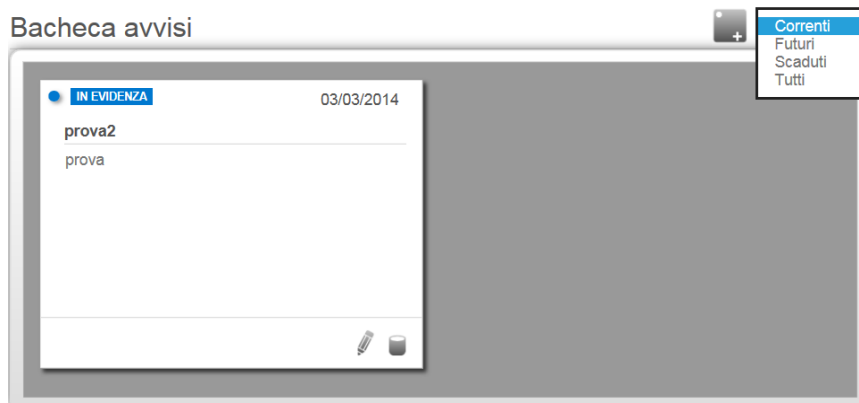 Bacheca avvisi
Correnti
Futuri
Scaduti
Tutti
IN EVIDENZA 03/03/2014
prova2
prova